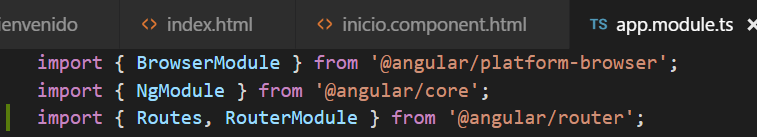 ienvenido <> index.html <> inicio.component.html TS app.module.ts ×
import { BrowserModule } from '@angular/platform-browser';
import { NgModule } from '@angular/core';
import { Routes, RouterModule } from '@angular/router';